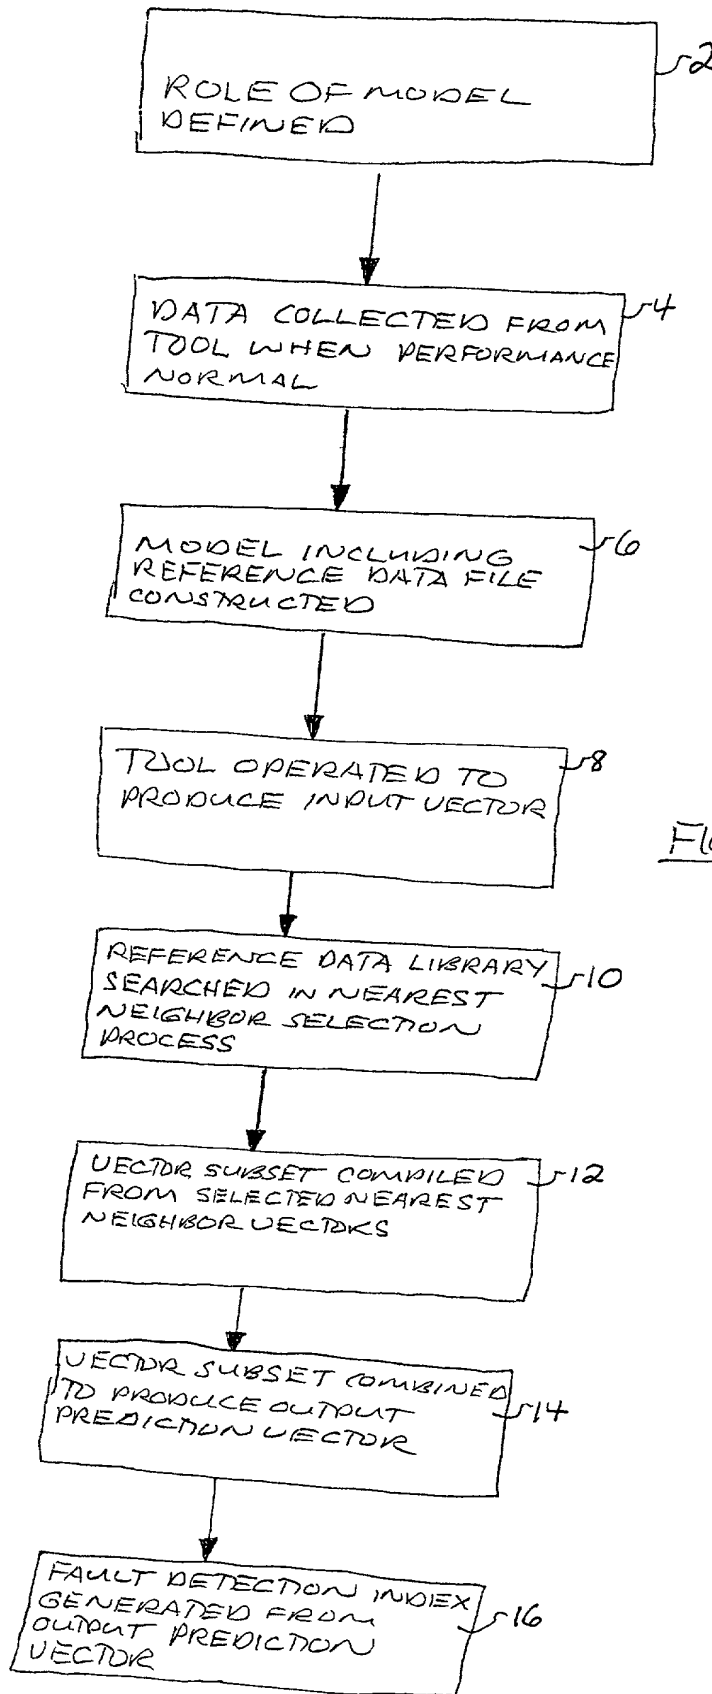 ROLE OF MODEL
DEFINED
2
DATA COLLECTED FROM
TOOL WHEN PERFORMANCE
NORMAL
4
MODEL INCLUDING
REFERENCE DATA FILE
CONSTRUCTED
6
TOOL OPERATED TO
PRODUCE INPUT VECTOR
8
REFERENCE DATA LIBRARY
SEARCHED IN NEAREST
NEIGHBOR SELECTION
PROCESS
10
VECTOR SUBSET COMPILED
FROM SELECTED NEAREST
NEIGHBOR VECTORS
12
VECTOR SUBSET COMBINED
TO PRODUCE OUTPUT
PREDICTION VECTOR
14
FAULT DETECTION INDEX
GENERATED FROM
OUTPUT PREDICTION
VECTOR
16